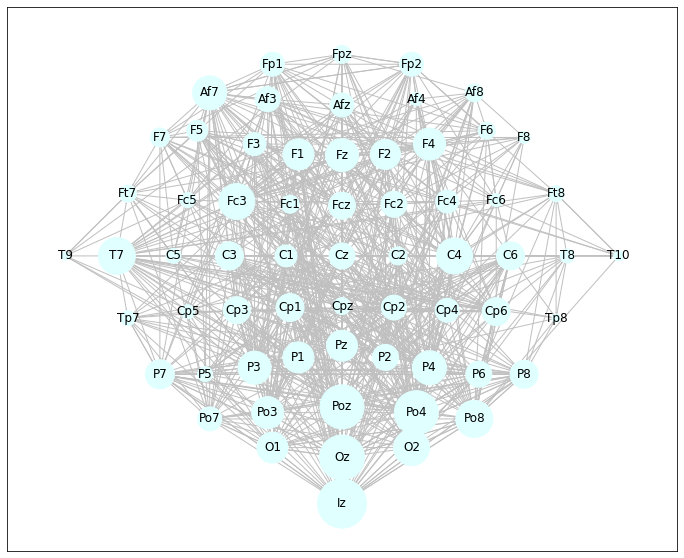 Fpz
Fp1 Fp2
Af7 Af3 Afz Af4 Af8
F7 F5 F3 F1 Fz F2 F4 F6 F8
Ft7 Fc5 Fc3 Fc1 Fcz Fc2 Fc4 Fc6 Ft8
T9 T7 C5 C3 C1 Cz C2 C4 C6 T8 T10
Tp7 Cp5 Cp3 Cp1 Cpz Cp2 Cp4 Cp6 Tp8
P7 P5 P3 P1 Pz P2 P4 P6 P8
Po7 Po3 Poz Po4 Po8
O1 Oz O2
Iz